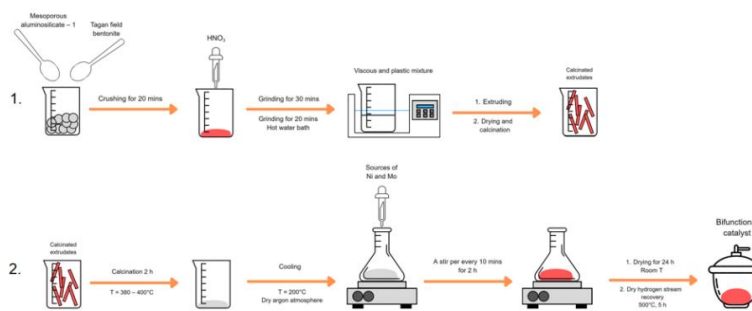 Mesoporous
aluminosilicate – 1
Tagan field
bentonite
HNO₃
1.
Crushing for 20 mins
Grinding for 30 mins
Grinding for 20 mins
Hot water bath
Viscous and plastic mixture
1. Extruding
2. Drying and
calcination
Calcinated
extrudates
2.
Calcinated
extrudates
Calcination 2 h
T = 380 – 400°C
Cooling
T = 200°C
Dry argon atmosphere
Sources of
Ni and Mo
A stir per every 10 mins
for 2 h
1. Drying for 24 h
Room T
2. Dry hydrogen stream
recovery
500°C, 5 h
Bifunction
catalyst